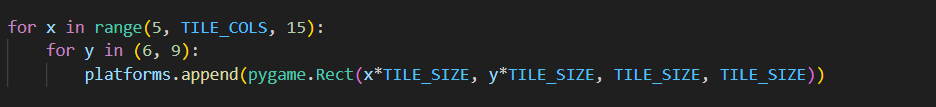 for x in range(5, TILE_COLS, 15):
    for y in (6, 9):
        platforms.append(pygame.Rect(x*TILE_SIZE, y*TILE_SIZE, TILE_SIZE, TILE_SIZE))